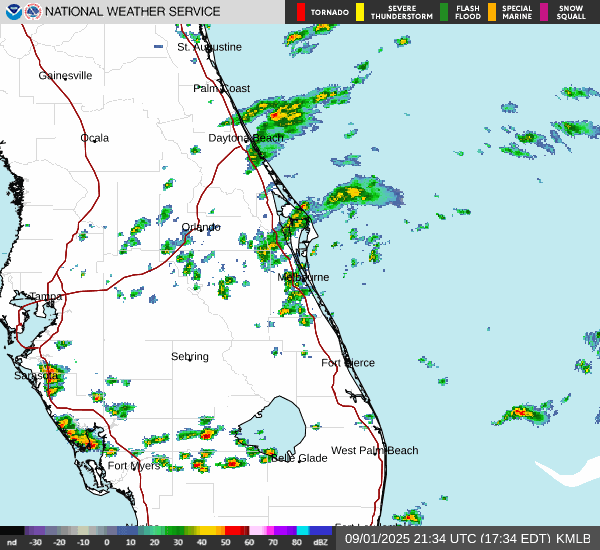 NATIONAL WEATHER SERVICE
TORNADO
SEVERE THUNDERSTORM
FLASH FLOOD
SPECIAL MARINE
SNOW SQUALL
St. Augustine
Gainesville
Palm Coast
Ocala
Daytona Beach
Orlando
Melbourne
Tampa
Sebring
Fort Pierce
Sarasota
West Palm Beach
Belle Glade
Fort Myers
nd -30 -20 -10 0 10 20 30 40 50 60 70 80 dBZ
09/01/2025 21:34 UTC (17:34 EDT) KMLB